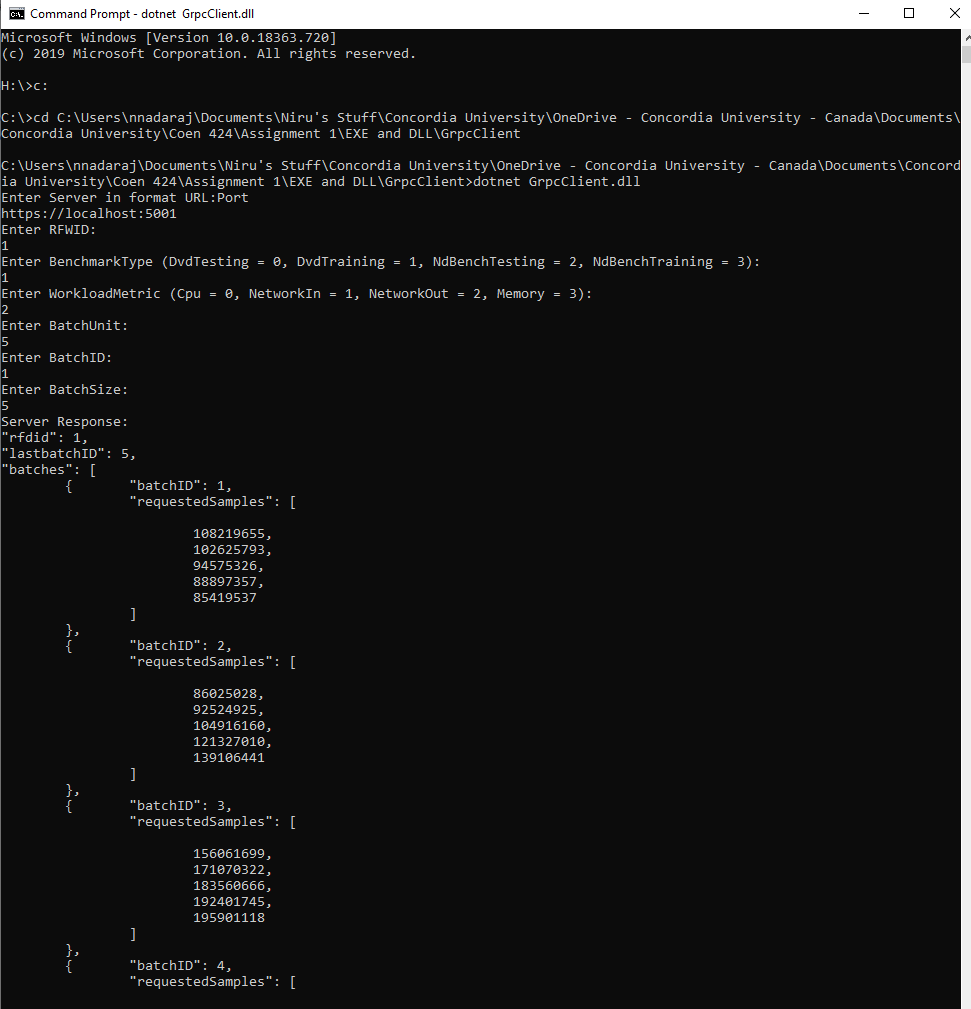 Command Prompt - dotnet  GrpcClient.dll
Microsoft Windows [Version 10.0.18363.720]
(c) 2019 Microsoft Corporation. All rights reserved.
H:\>c:
C:\>cd C:\Users\nnadaraj\Documents\Niru's Stuff\Concordia University\OneDrive - Concordia University - Canada\Documents\
Concordia University\Coen 424\Assignment 1\EXE and DLL\GrpcClient
C:\Users\nnadaraj\Documents\Niru's Stuff\Concordia University\OneDrive - Concordia University - Canada\Documents\Concord
ia University\Coen 424\Assignment 1\EXE and DLL\GrpcClient>dotnet GrpcClient.dll
Enter Server in format URL:Port
https://localhost:5001
Enter RFWID:
1
Enter BenchmarkType (DvdTesting = 0, DvdTraining = 1, NdBenchTesting = 2, NdBenchTraining = 3):
1
Enter WorkloadMetric (Cpu = 0, NetworkIn = 1, NetworkOut = 2, Memory = 3):
2
Enter BatchUnit:
5
Enter BatchID:
1
Enter BatchSize:
5
Server Response:
"rfdid": 1,
"lastbatchID": 5,
"batches": [
{ "batchID": 1,
"requestedSamples": [
108219655,
102625793,
94575326,
88897357,
85419537
]
},
{ "batchID": 2,
"requestedSamples": [
86025028,
92524925,
104916160,
121327010,
139106441
]
},
{ "batchID": 3,
"requestedSamples": [
156061699,
171070322,
183560666,
192401745,
195901118
]
},
{ "batchID": 4,
"requestedSamples": [